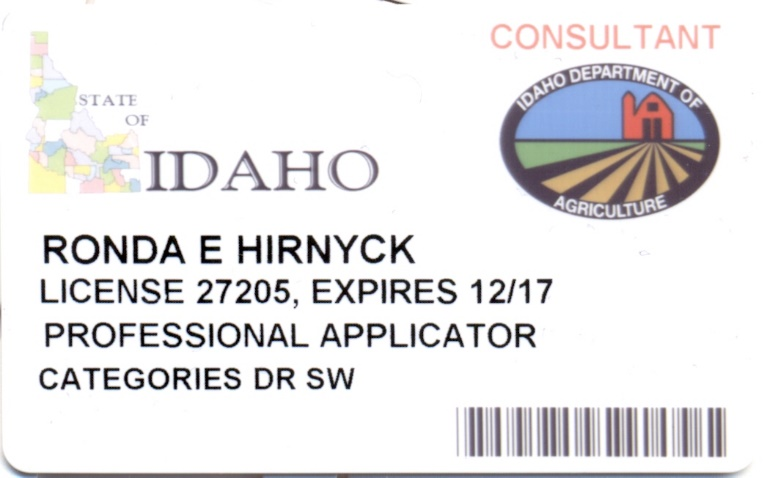 CONSULTANT
STATE
OF
IDAHO
IDAHO DEPARTMENT OF
AGRICULTURE
RONDA E HIRNYCK
LICENSE 27205, EXPIRES 12/17
PROFESSIONAL APPLICATOR
CATEGORIES DR SW